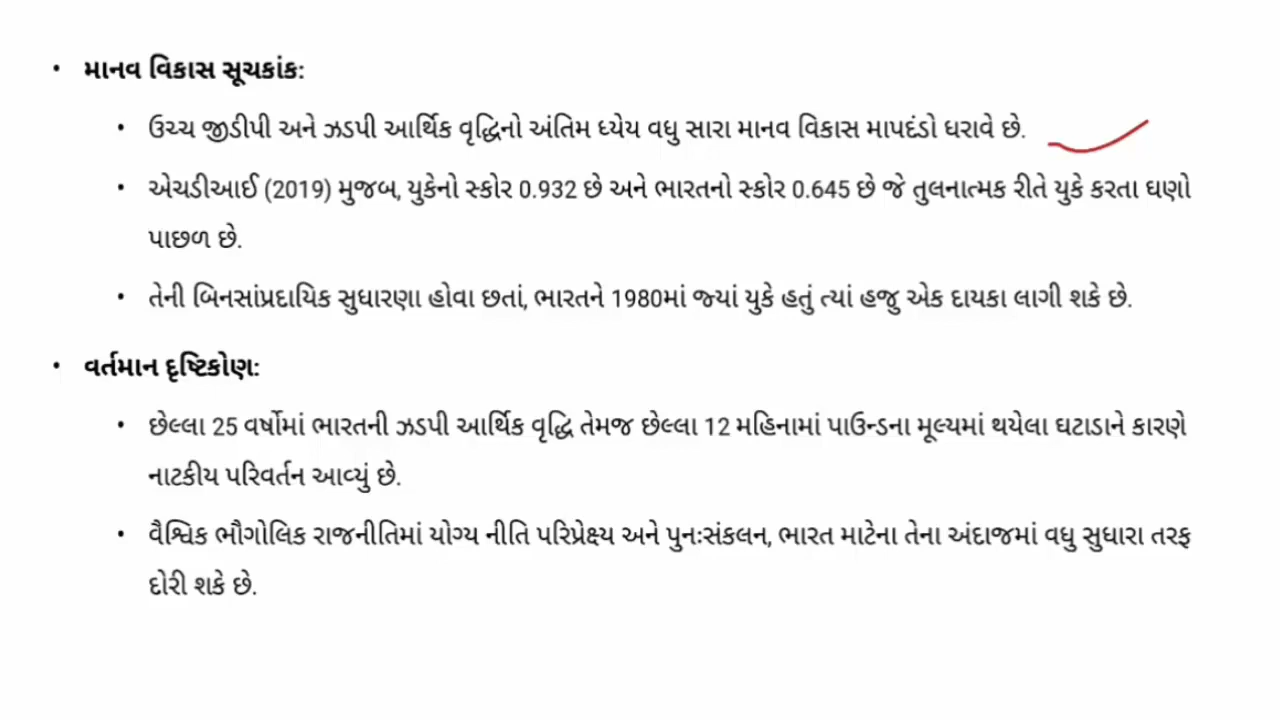 • માનવ વિકાસ સૂચકાંક:
• ઉચ્ચ જીડીપી અને ઝડપી આર્થિક વૃદ્ધિનો અંતિમ ધ્યેય વધુ સારા માનવ વિકાસ માપદંડો ધરાવે છે.
• એચડીઆઈ (2019) મુજબ, યુકેનો સ્કોર 0.932 છે અને ભારતનો સ્કોર 0.645 છે જે તુલનાત્મક રીતે યુકે કરતા ઘણો
પાછળ છે.
• તેની બિનસાંપ્રદાયિક સુધારણા હોવા છતાં, ભારતને 1980માં જ્યાં યુકે હતું ત્યાં હજુ એક દાયકા લાગી શકે છે.
• વર્તમાન દૃષ્ટિકોણ:
• છેલ્લા 25 વર્ષોમાં ભારતની ઝડપી આર્થિક વૃદ્ધિ તેમજ છેલ્લા 12 મહિનામાં પાઉન્ડના મૂલ્યમાં થયેલા ઘટાડાને કારણે
નાટકીય પરિવર્તન આવ્યું છે.
• વૈશ્વિક ભૌગોલિક રાજનીતિમાં યોગ્ય નીતિ પરિપ્રેક્ષ્ય અને પુનઃસંકલન, ભારત માટેના તેના અંદાજમાં વધુ સુધારા તરફ
દોરી શકે છે.